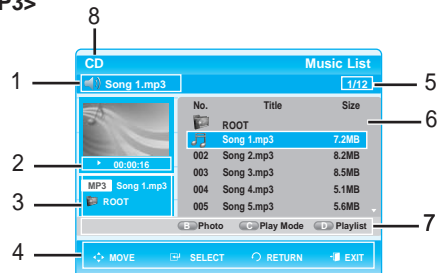 P3>
8
CD Music List
1 Song 1.mp3 1/12 5
No. Title Size
ROOT 6
Song 1.mp3 7.2MB
2 00:00:16 002 Song 2.mp3 8.2MB
003 Song 3.mp3 8.5MB
MP3 Song 1.mp3 004 Song 4.mp3 5.1MB
3 ROOT 005 Song 5.mp3 5.6MB
B Photo C Play Mode D Playlist 7
4 MOVE SELECT RETURN EXIT